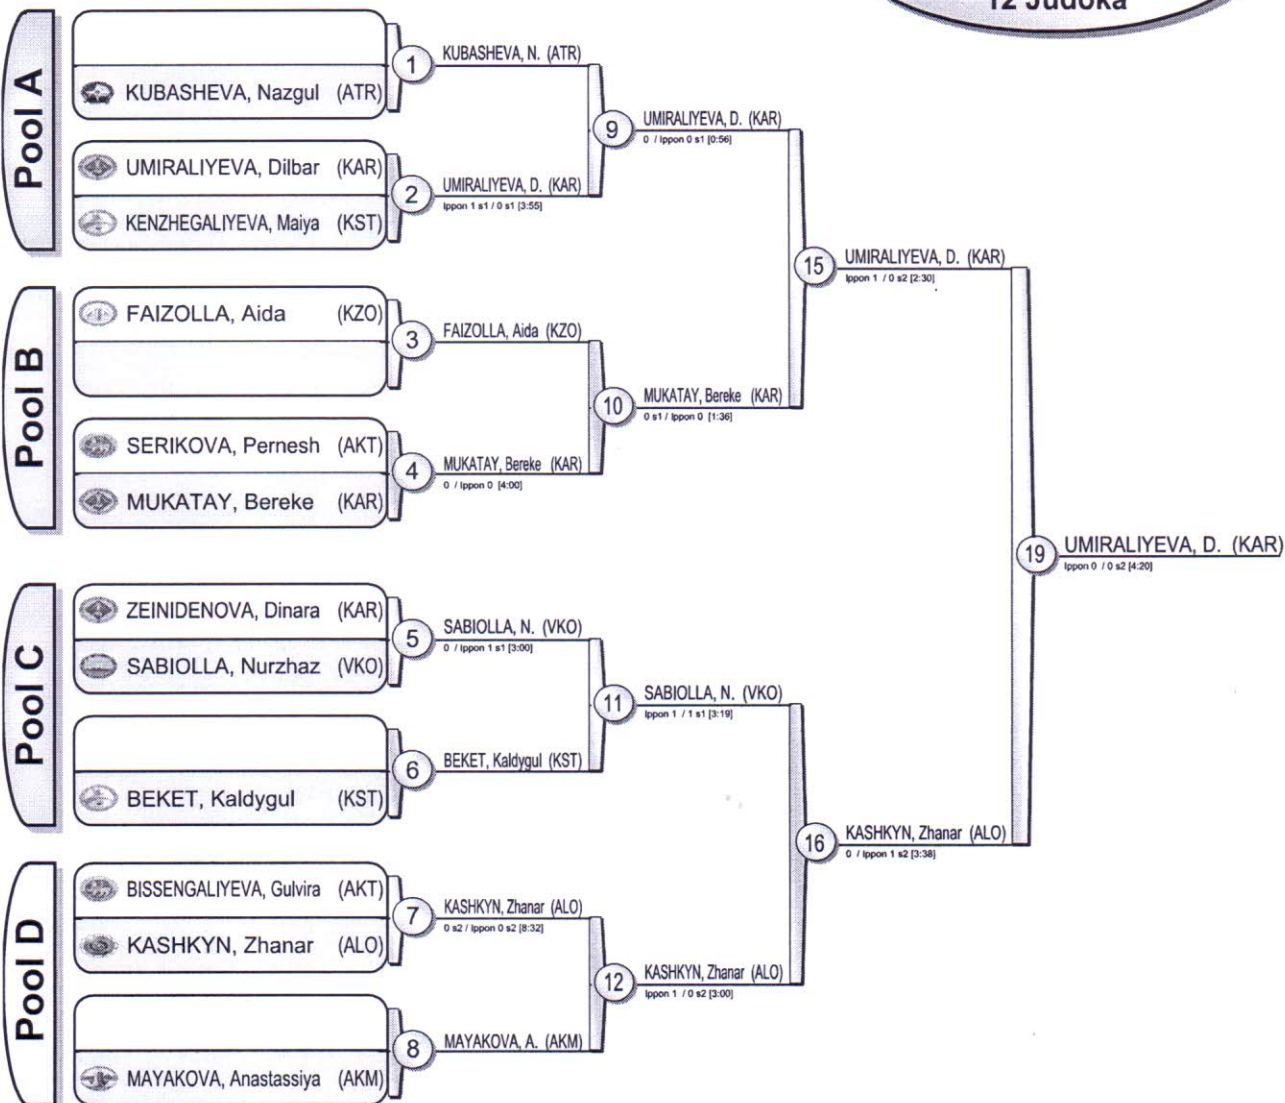 12 Judoka
Pool A
KUBASHEVA, Nazgul (ATR)
UMIRALIYEVA, Dilbar (KAR)
KENZHEGALIYEVA, Maiya (KST)
1
KUBASHEVA, N. (ATR)
2
UMIRALIYEVA, D. (KAR)
Ippon 1 s1 / 0 s1 [3:55]
9
UMIRALIYEVA, D. (KAR)
0 / Ippon 0 s1 [0:56]
Pool B
FAIZOLLA, Aida (KZO)
SERIKOVA, Pernesh (AKT)
MUKATAY, Bereke (KAR)
3
FAIZOLLA, Aida (KZO)
4
MUKATAY, Bereke (KAR)
0 / Ippon 0 [4:00]
10
MUKATAY, Bereke (KAR)
0 s1 / Ippon 0 [1:36]
15
UMIRALIYEVA, D. (KAR)
Ippon 1 / 0 s2 [2:30]
Pool C
ZEINIDENOVA, Dinara (KAR)
SABIOLLA, Nurzhaz (VKO)
BEKET, Kaldygul (KST)
5
SABIOLLA, N. (VKO)
0 / Ippon 1 s1 [3:00]
6
BEKET, Kaldygul (KST)
11
SABIOLLA, N. (VKO)
Ippon 1 / 1 s1 [3:19]
Pool D
BISSENGALIYEVA, Gulvira (AKT)
KASHKYN, Zhanar (ALO)
MAYAKOVA, Anastassiya (AKM)
7
KASHKYN, Zhanar (ALO)
0 s2 / Ippon 0 s2 [8:32]
8
MAYAKOVA, A. (AKM)
12
KASHKYN, Zhanar (ALO)
Ippon 1 / 0 s2 [3:00]
16
KASHKYN, Zhanar (ALO)
0 / Ippon 1 s2 [3:38]
19
UMIRALIYEVA, D. (KAR)
Ippon 0 / 0 s2 [4:20]